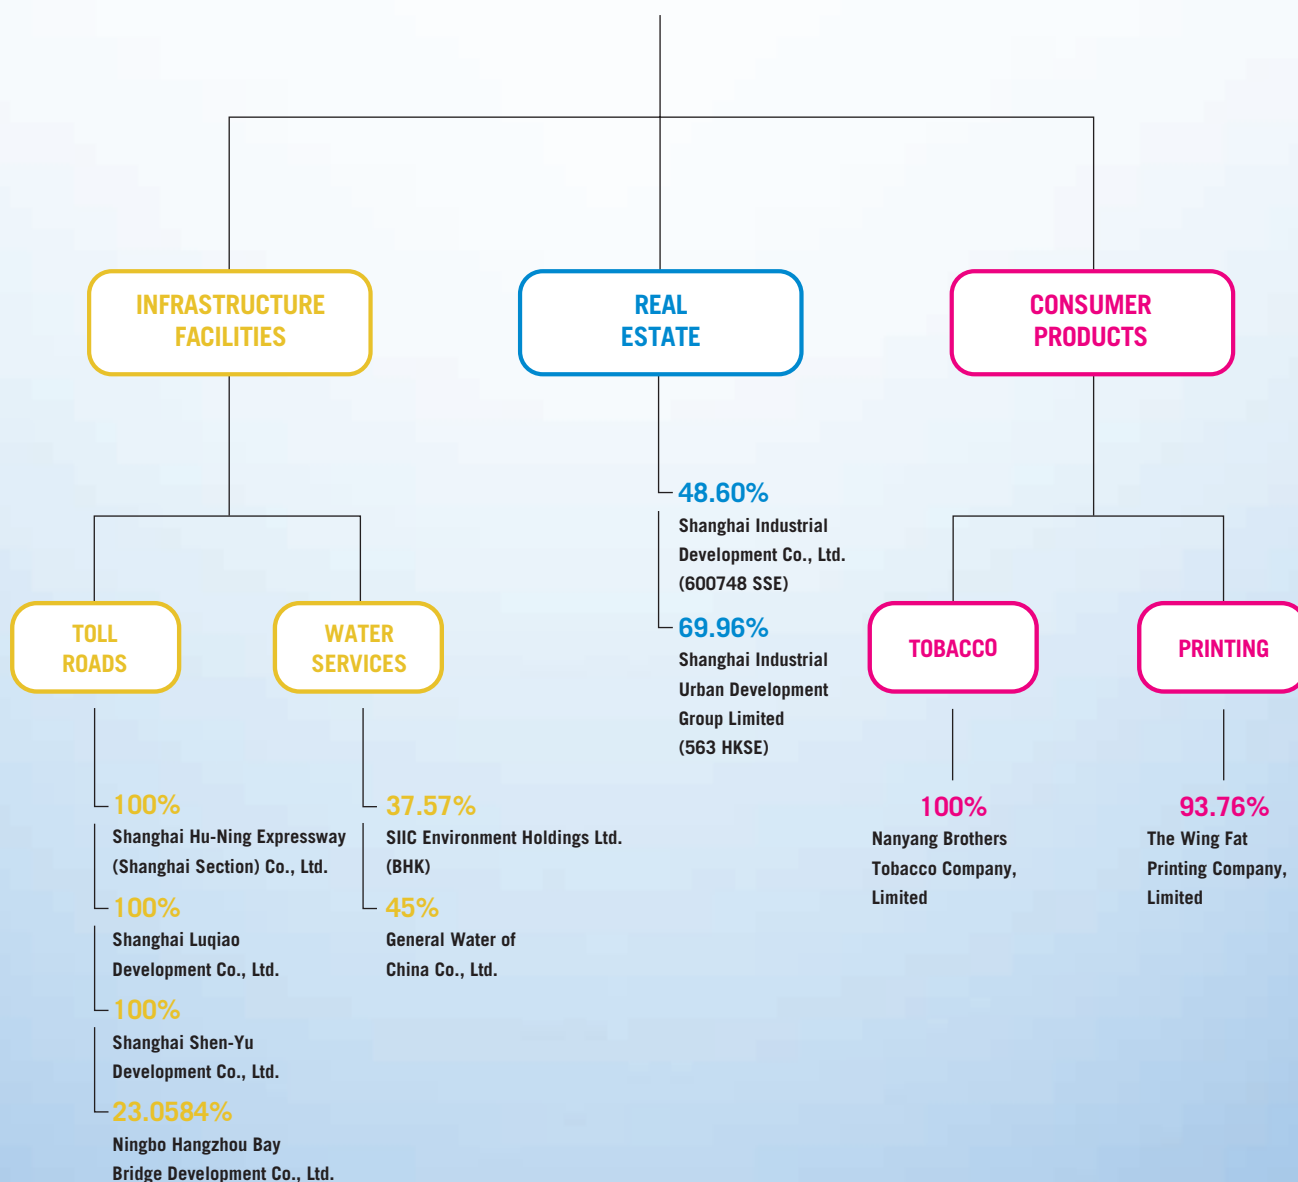 INFRASTRUCTURE
FACILITIES
REAL
ESTATE
CONSUMER
PRODUCTS
48.60%
Shanghai Industrial
Development Co., Ltd.
(600748 SSE)
69.96%
Shanghai Industrial
Urban Development
Group Limited
(563 HKSE)
TOLL
ROADS
WATER
SERVICES
TOBACCO
PRINTING
100%
Shanghai Hu-Ning Expressway
(Shanghai Section) Co., Ltd.
100%
Shanghai Luqiao
Development Co., Ltd.
100%
Shanghai Shen-Yu
Development Co., Ltd.
23.0584%
Ningbo Hangzhou Bay
Bridge Development Co., Ltd.
37.57%
SIIC Environment Holdings Ltd.
(BHK)
45%
General Water of
China Co., Ltd.
100%
Nanyang Brothers
Tobacco Company,
Limited
93.76%
The Wing Fat
Printing Company,
Limited